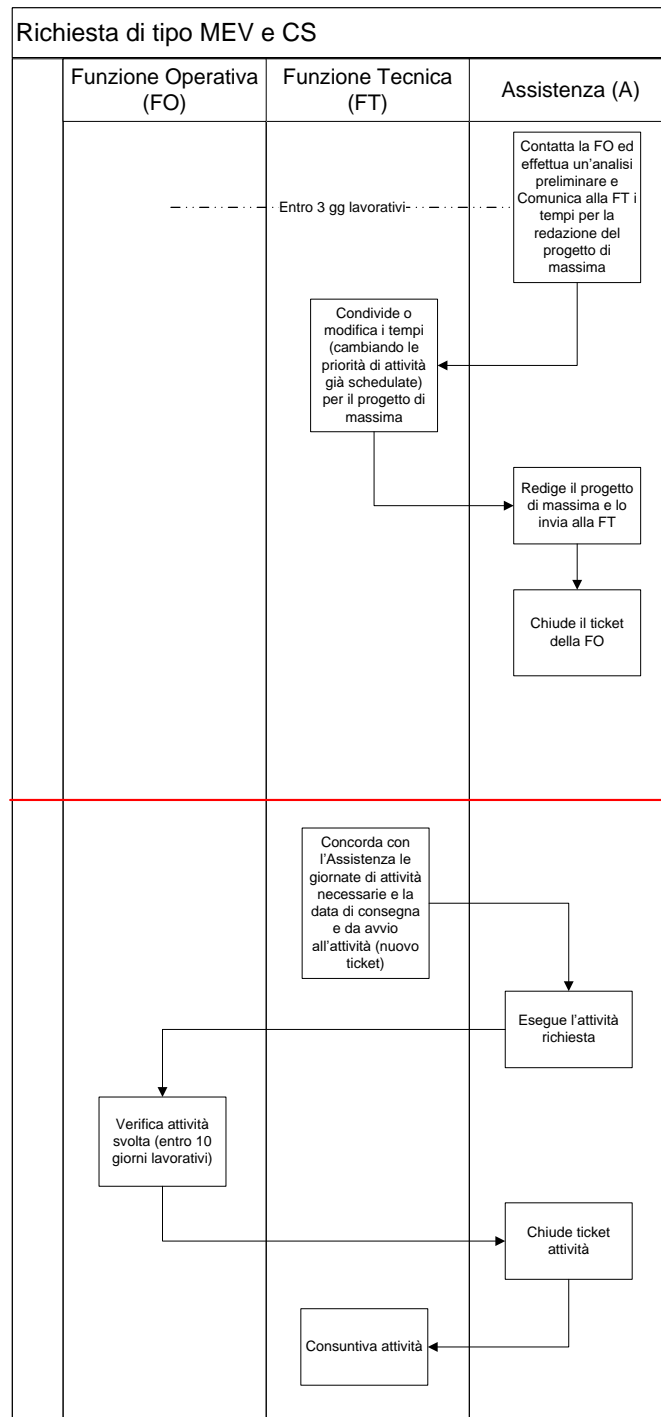 Richiesta di tipo MEV e CS
Funzione Operativa
(FO)
Funzione Tecnica
(FT)
Assistenza (A)
Contatta la FO ed
effettua un’analisi
preliminare e
Comunica alla FT i
tempi per la
redazione del
progetto di
massima
Entro 3 gg lavorativi
Condivide o
modifica i tempi
(cambiando le
priorità di attività
già schedulate)
per il progetto di
massima
Redige il progetto
di massima e lo
invia alla FT
Chiude il ticket
della FO
Concorda con
l’Assistenza le
giornate di attività
necessarie e la
data di consegna
e da avvio
all’attività (nuovo
ticket)
Esegue l’attività
richiesta
Verifica attività
svolta (entro 10
giorni lavorativi)
Chiude ticket
attività
Consuntiva attività